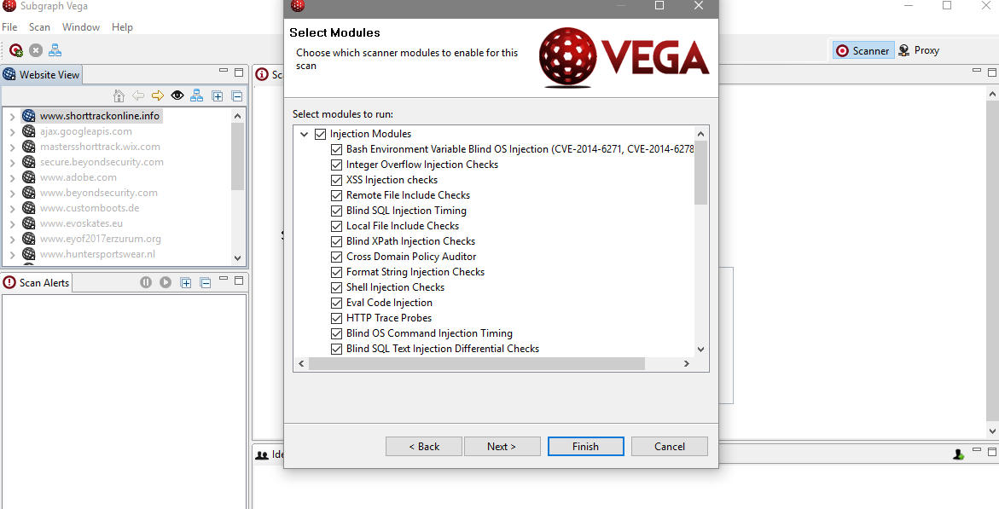 Subgraph Vega
File Scan Window Help
Scanner Proxy
Website View
www.shorttrackonline.info
ajax.googleapis.com
mastersshorttrack.wix.com
secure.beyondsecurity.com
www.adobe.com
www.beyondsecurity.com
www.customboots.de
www.evoskates.eu
www.eyof2017erzurum.org
www.huntersportswear.nl
Scan Alerts
Sc
Ide
Select Modules
Choose which scanner modules to enable for this
scan
VEGA
Select modules to run:
Injection Modules
Bash Environment Variable Blind OS Injection (CVE-2014-6271, CVE-2014-6278
Integer Overflow Injection Checks
XSS Injection checks
Remote File Include Checks
Blind SQL Injection Timing
Local File Include Checks
Blind XPath Injection Checks
Cross Domain Policy Auditor
Format String Injection Checks
Shell Injection Checks
Eval Code Injection
HTTP Trace Probes
Blind OS Command Injection Timing
Blind SQL Text Injection Differential Checks
< Back Next > Finish Cancel